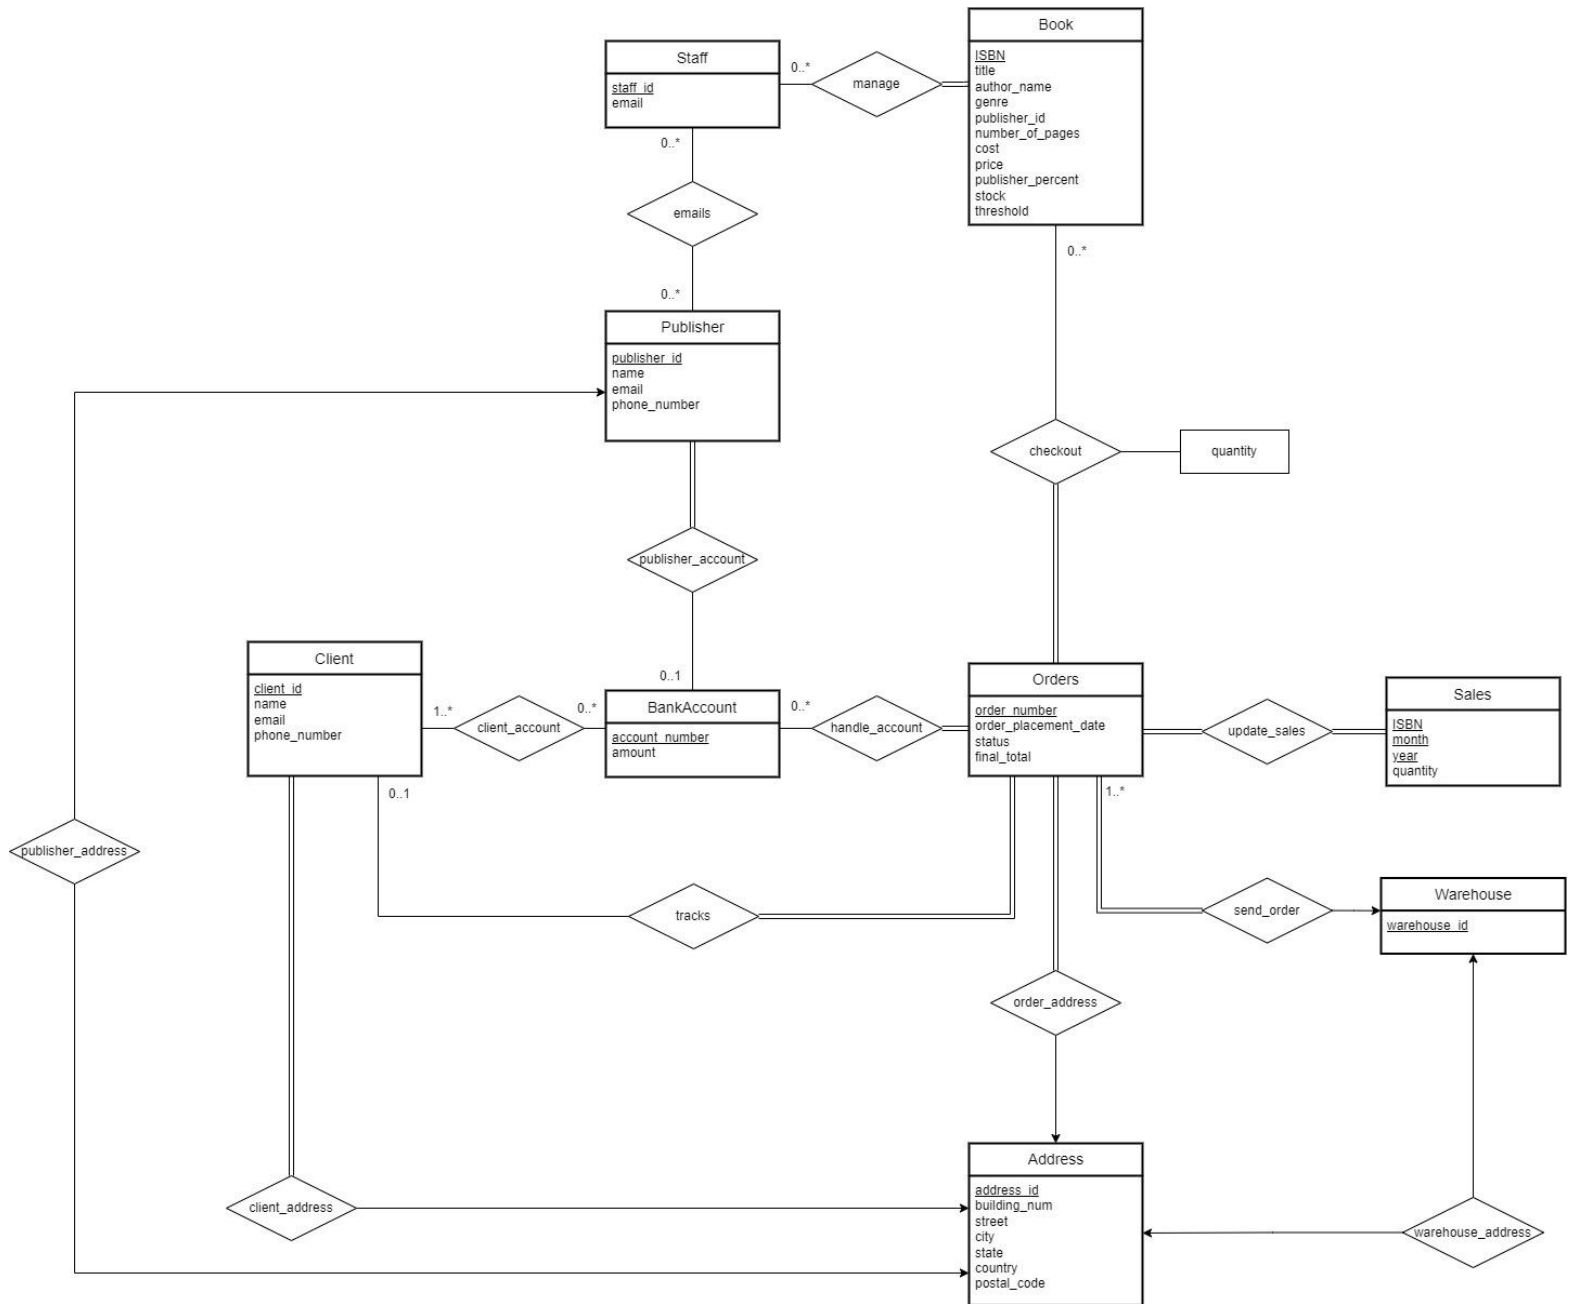 Book
ISBN
title
author_name
genre
publisher_id
number_of_pages
cost
price
publisher_percent
stock
threshold
Staff
staff_id
email
0..*
manage
0..*
emails
0..*
0..*
Publisher
publisher_id
name
email
phone_number
checkout
quantity
publisher_account
Client
client_id
name
email
phone_number
1..*
client_account
0..*
0..1
BankAccount
account_number
amount
0..*
handle_account
Orders
order_number
order_placement_date
status
final_total
update_sales
Sales
ISBN
month
year
quantity
0..1
1..*
publisher_address
tracks
send_order
Warehouse
warehouse_id
order_address
client_address
Address
address_id
building_num
street
city
state
country
postal_code
warehouse_address